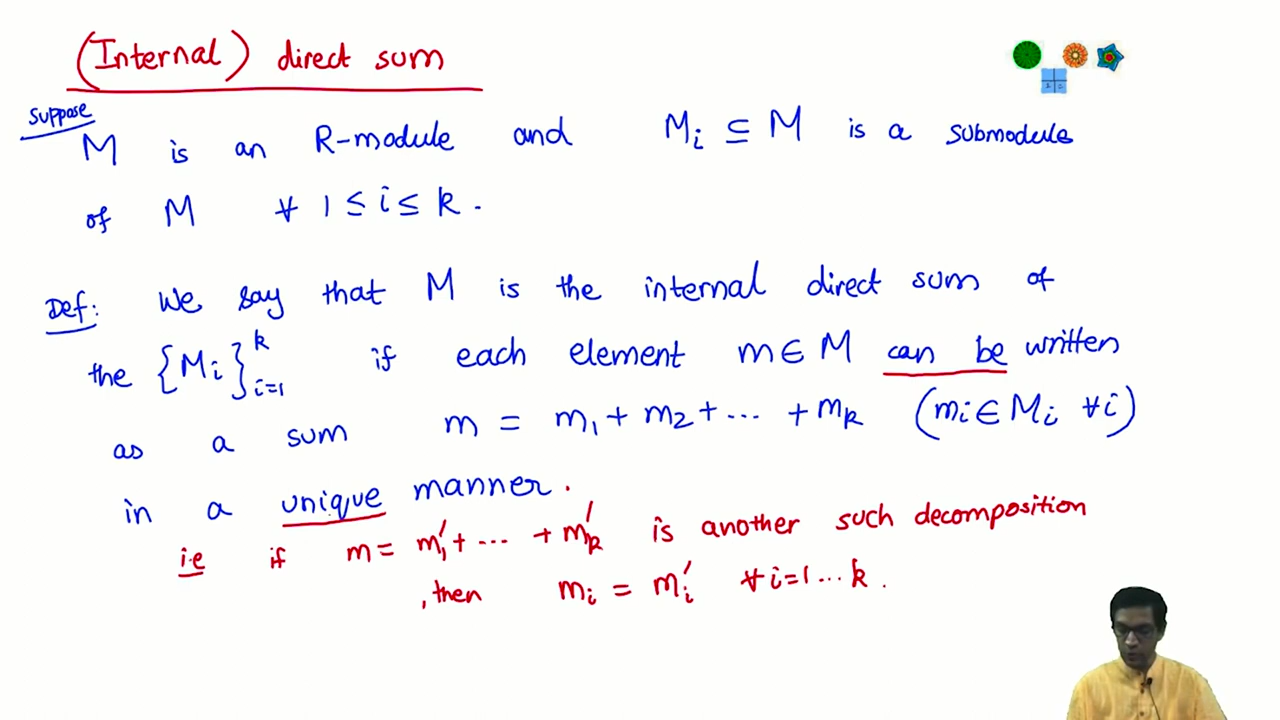 (Internal) direct sum
Suppose
M is an R-module and Mᵢ ⊆ M is a submodule
of M ∀ 1 ≤ i ≤ k.
Def: We say that M is the internal direct sum of
the {Mᵢ}ᵏᵢ₌₁ if each element m ∈ M can be written
as a sum m = m₁ + m₂ + ... + mₖ (mᵢ ∈ Mᵢ ∀i)
in a unique manner.
i.e if m = m₁′ + ... + mₖ′ is another such decomposition
, then mᵢ = mᵢ′ ∀ i=1...k.